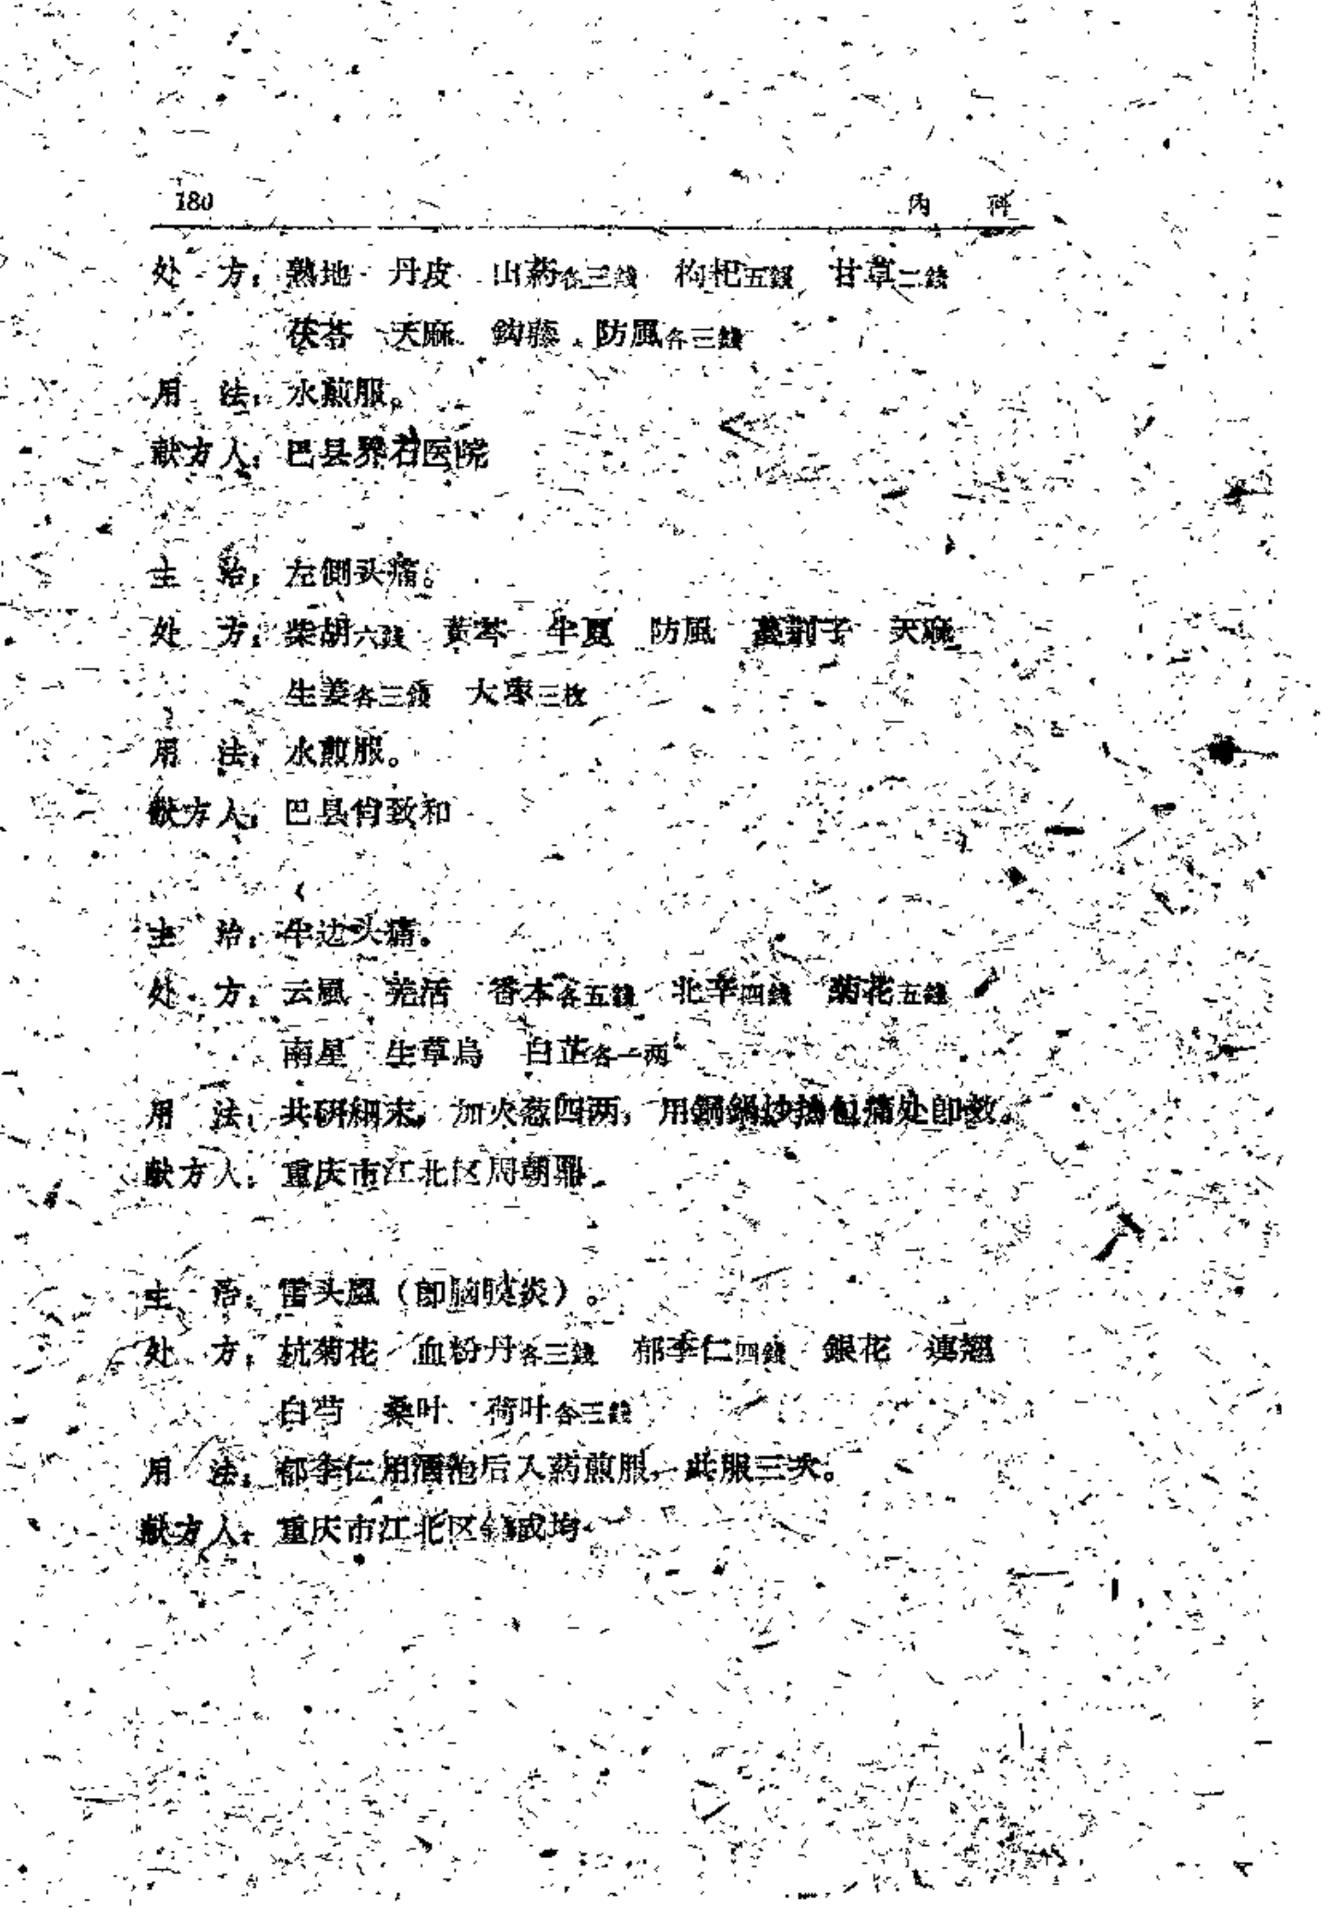 180 内 科
处 方：熟地 丹皮 山药各三錢 枸杞五錢 甘草二錢
茯苓 天麻 鈎藤 防風各三錢
用 法：水煎服。
献方人：巴县界石医院
主 治：左側头痛。
处 方：柴胡六錢 黃芩 半夏 防風 蔓荆子 天麻
生姜各三錢 大枣三枚
用 法：水煎服。
献方人：巴县肖致和
主 治：半边头痛。
处 方：云風 羌活 香本各五錢 北辛四錢 菊花五錢
南星 生草烏 白芷各一两
用 法：共研細末，加火葱四两，用鍋炒热包痛处卽效。
献方人：重庆市江北区周朝鼎
主 治：雷头風（卽脑膜炎）。
处 方：杭菊花 血粉丹各三錢 郁李仁四錢 銀花 連翘
白芍 桑叶 荷叶各三錢
用 法：郁李仁用酒泡后入药煎服，此服三次。
献方人：重庆市江北区 成均